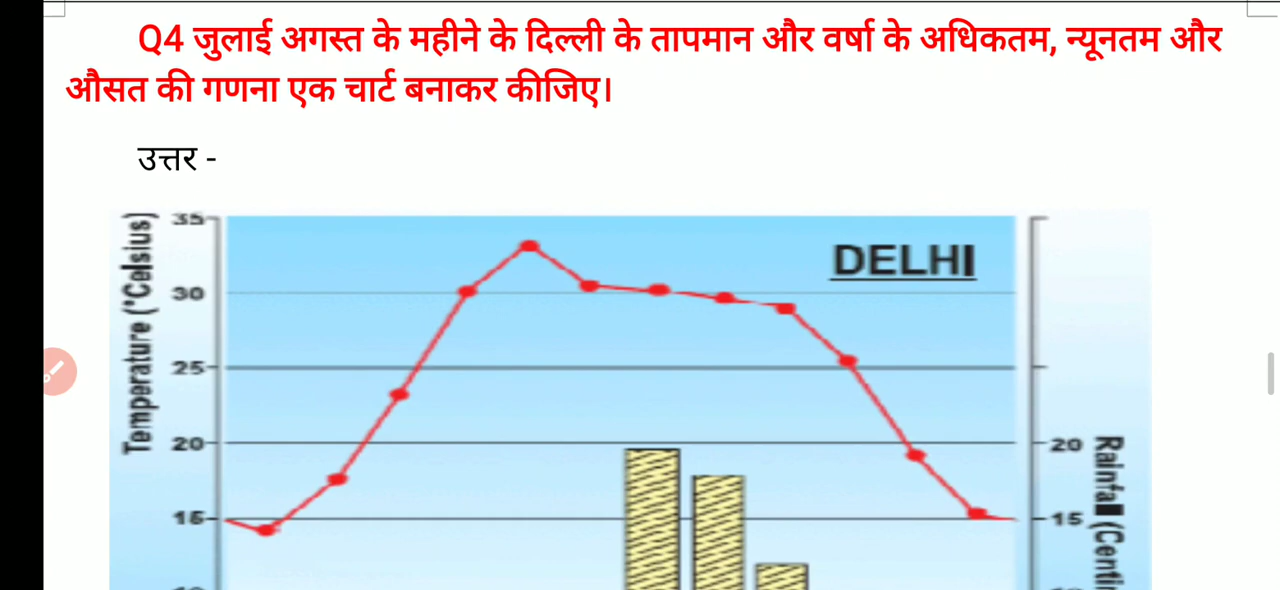 Q4 जुलाई अगस्त के महीने के दिल्ली के तापमान और वर्षा के अधिकतम, न्यूनतम और
औसत की गणना एक चार्ट बनाकर कीजिए।
उत्तर -
Temperature (°Celsius)
35
30
25
20
15
DELHI
20
15
Rainfall